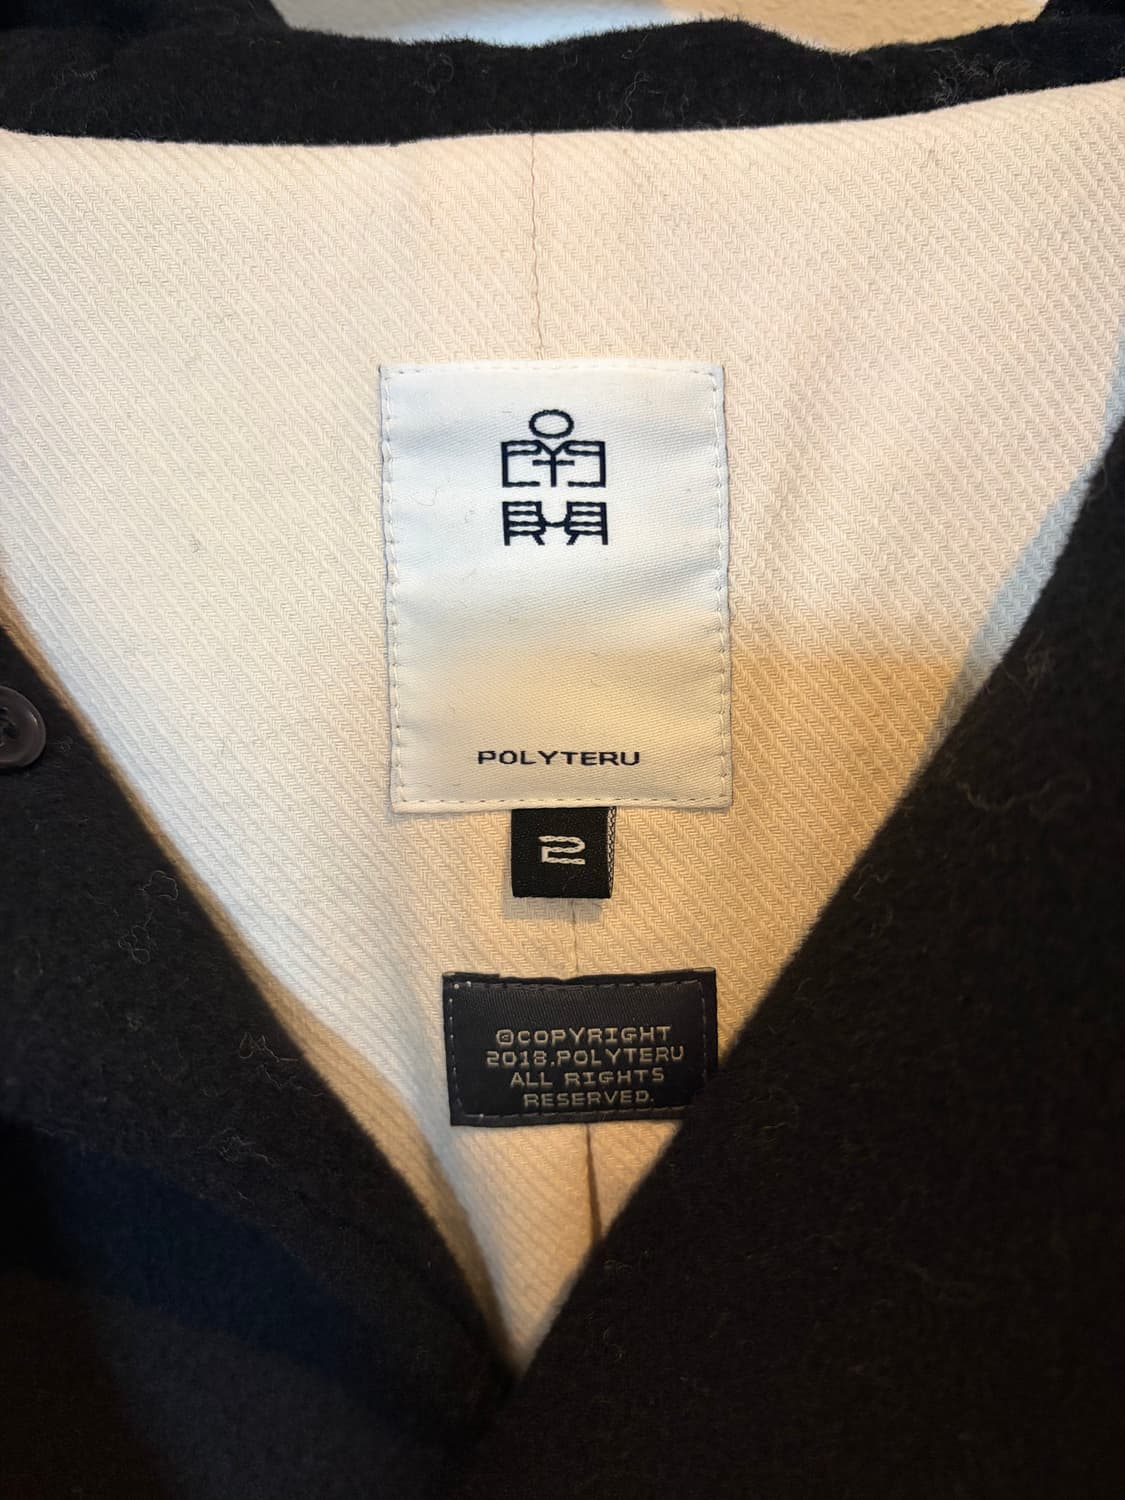 POLYTERU
2
©COPYRIGHT
2018.POLYTERU
ALL RIGHTS
RESERVED.